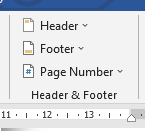 Header
Footer
Page Number
Header & Footer
11 12 13